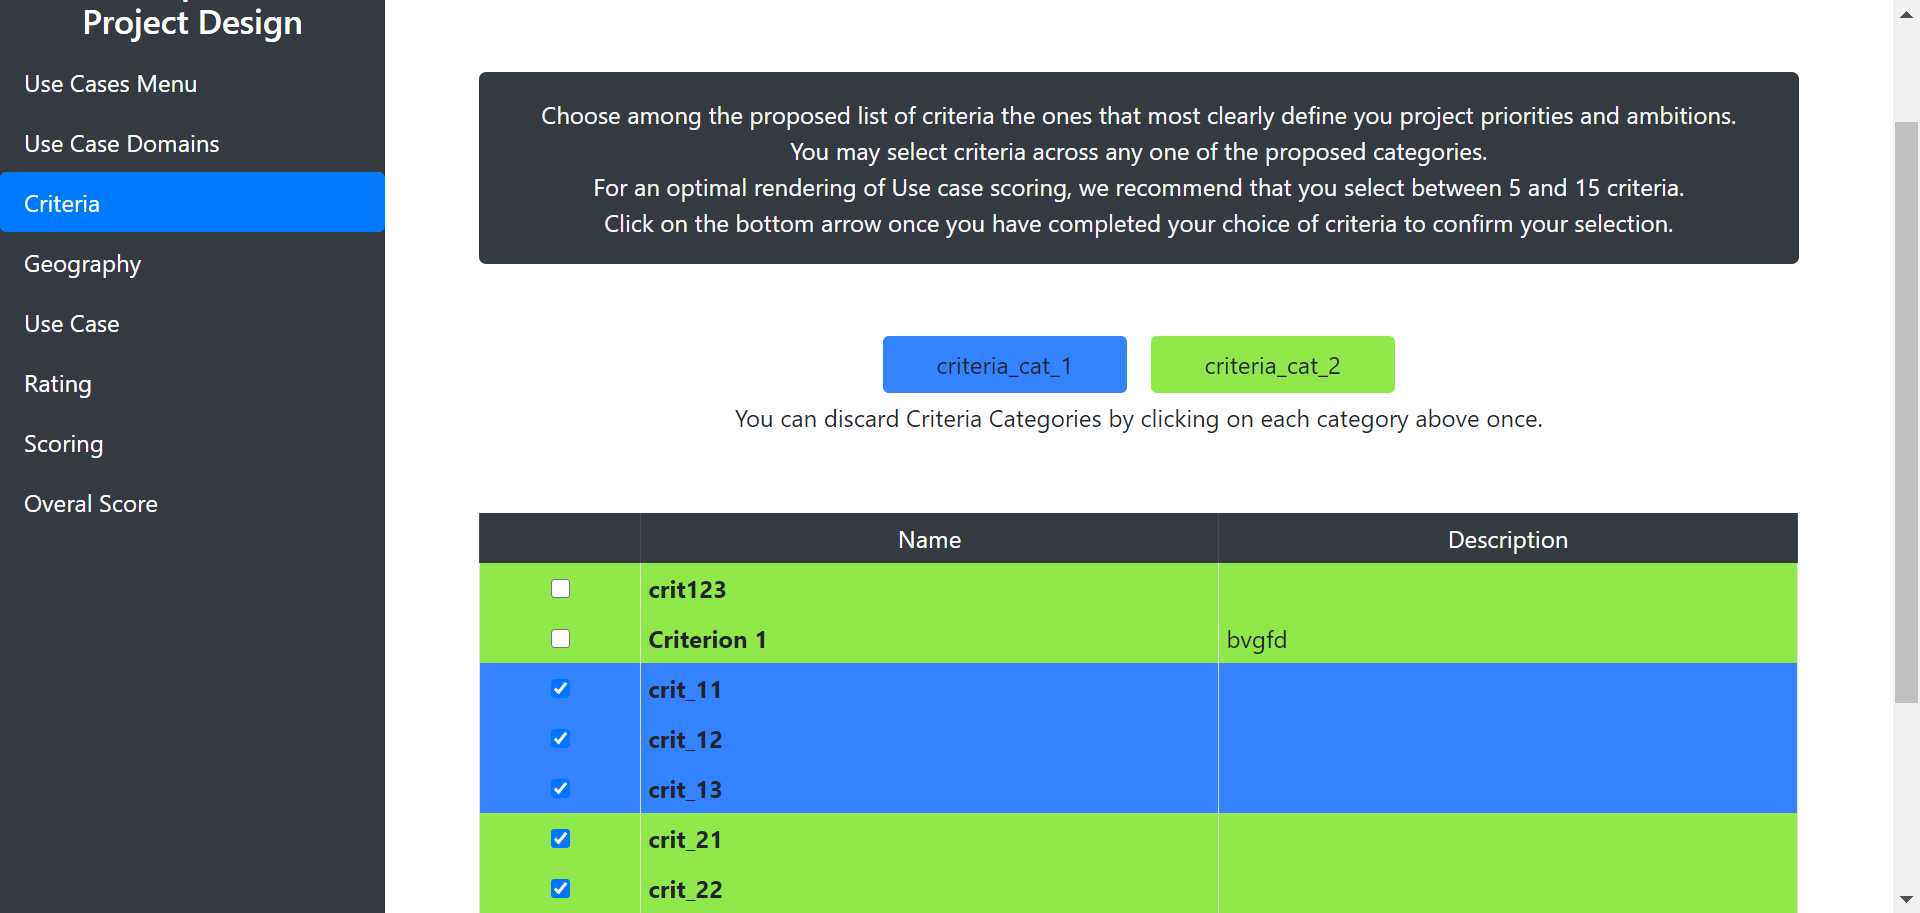 Project Design
Use Cases Menu
Use Case Domains
Criteria
Geography
Use Case
Rating
Scoring
Overal Score
Choose among the proposed list of criteria the ones that most clearly define you project priorities and ambitions.
You may select criteria across any one of the proposed categories.
For an optimal rendering of Use case scoring, we recommend that you select between 5 and 15 criteria.
Click on the bottom arrow once you have completed your choice of criteria to confirm your selection.
criteria_cat_1 criteria_cat_2
You can discard Criteria Categories by clicking on each category above once.
Name Description
crit123
Criterion 1 bvgfd
crit_11
crit_12
crit_13
crit_21
crit_22